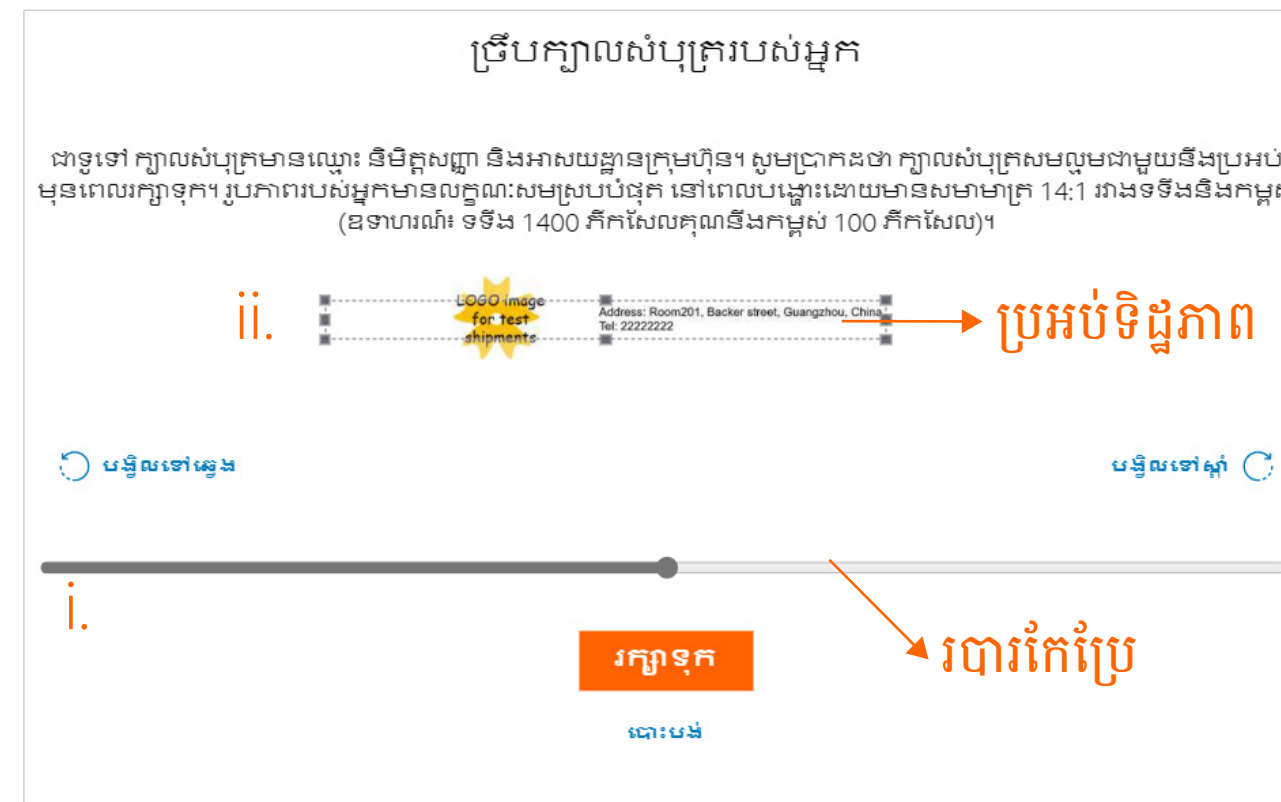 ច្រឹបក្បាលសំបុត្ររបស់អ្នក
ជាទូទៅ ក្បាលសំបុត្រមានឈ្មោះ និមិត្តសញ្ញា និងអាសយដ្ឋានក្រុមហ៊ុន។ សូមប្រាកដថា ក្បាលសំបុត្រសមល្មមជាមួយនឹងប្រអប់
មុនពេលរក្សាទុក។ រូបភាពរបស់អ្នកមានលក្ខណៈសមស្របបំផុត នៅពេលបង្ហោះដោយមានសមាមាត្រ 14:1 រវាងទទឹងនិងកម្ពស់
(ឧទាហរណ៍៖ ទទឹង 1400 ភីកសែលគុណនឹងកម្ពស់ 100 ភីកសែល)។
ii.
LOGO image
for test
shipments
Address: Room201, Backer street, Guangzhou, China
Tel: 22222222
ប្រអប់ទិដ្ឋភាព
បង្វិលទៅឆ្វេង
បង្វិលទៅស្តាំ
i.
របារកែប្រែ
រក្សាទុក
បោះបង់